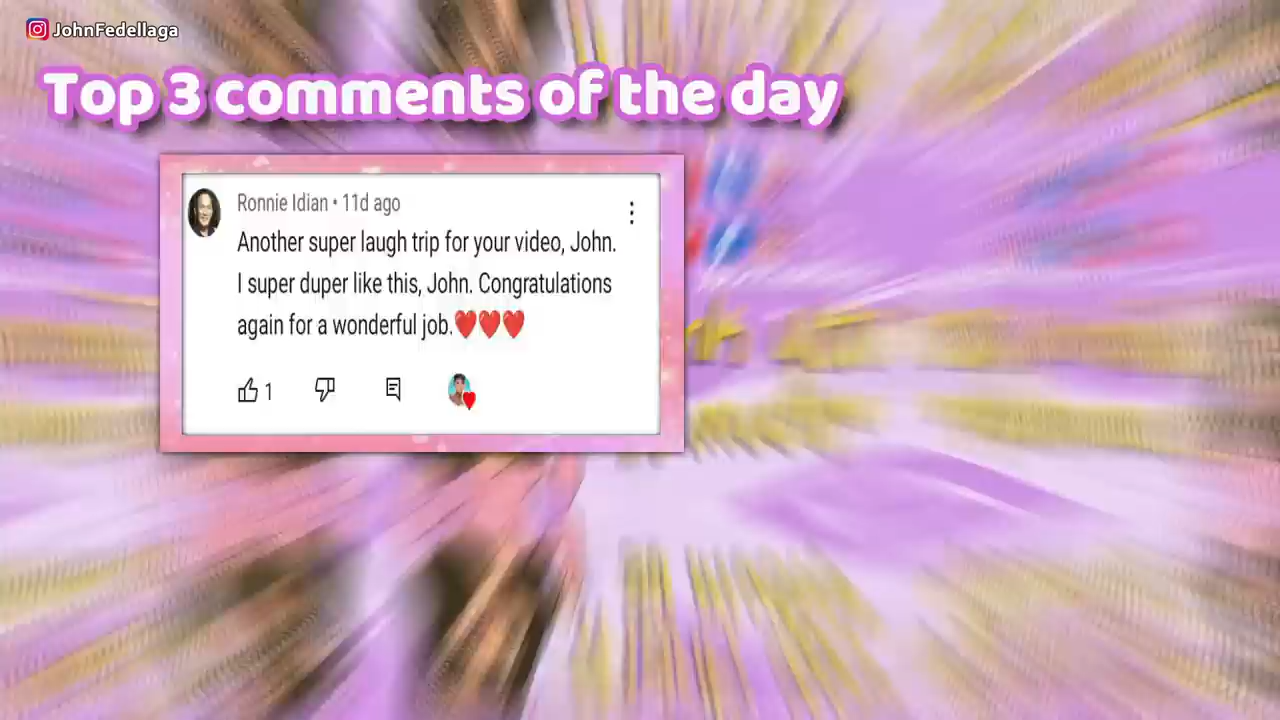 JohnFedellaga
Top 3 comments of the day
Ronnie Idian • 11d ago
Another super laugh trip for your video, John.
I super duper like this, John. Congratulations
again for a wonderful job.❤️❤️❤️
1